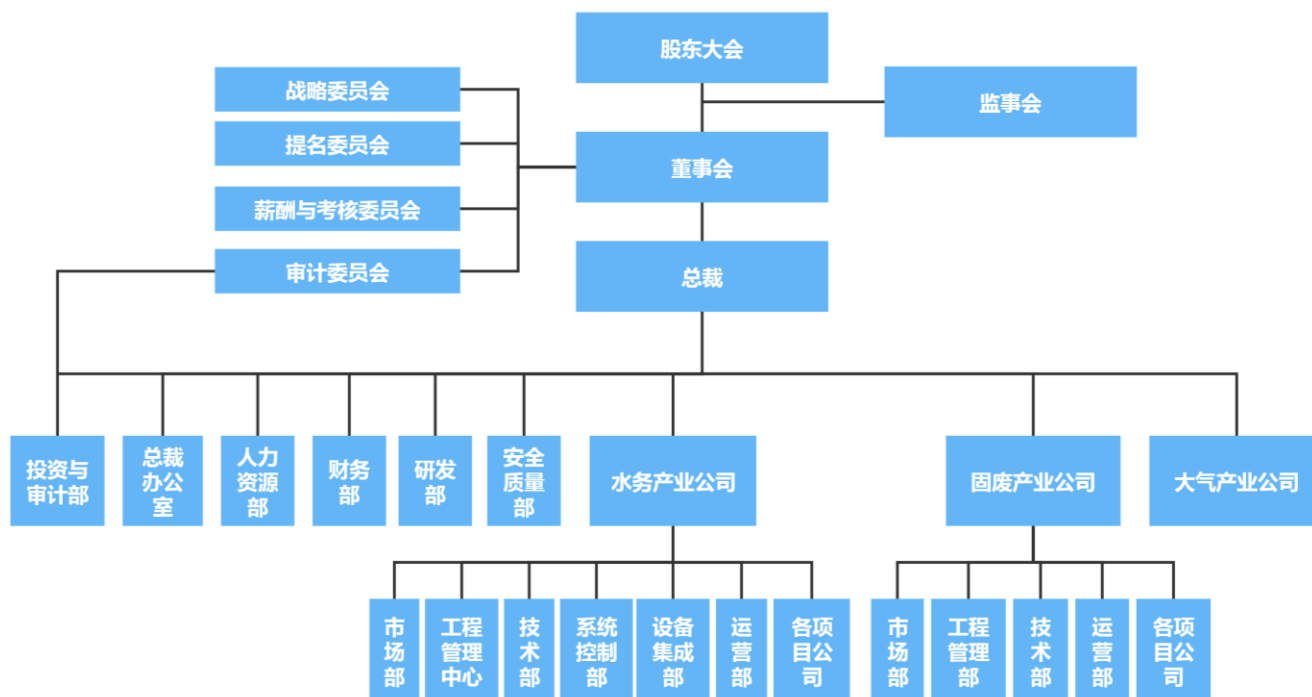 股东大会
战略委员会
监事会
提名委员会
董事会
薪酬与考核委员会
审计委员会
总裁
投资与
审计部
总裁
办公
室
人力
资源
部
财务
部
研发
部
安全
质量
部
水务产业公司
固废产业公司
大气产业公司
市
场
部
工程
管理
中心
技
术
部
系统
控制
部
设备
集成
部
运
营
部
各项
目公
司
市
场
部
工程
管理
部
技
术
部
运
营
部
各项
目公
司